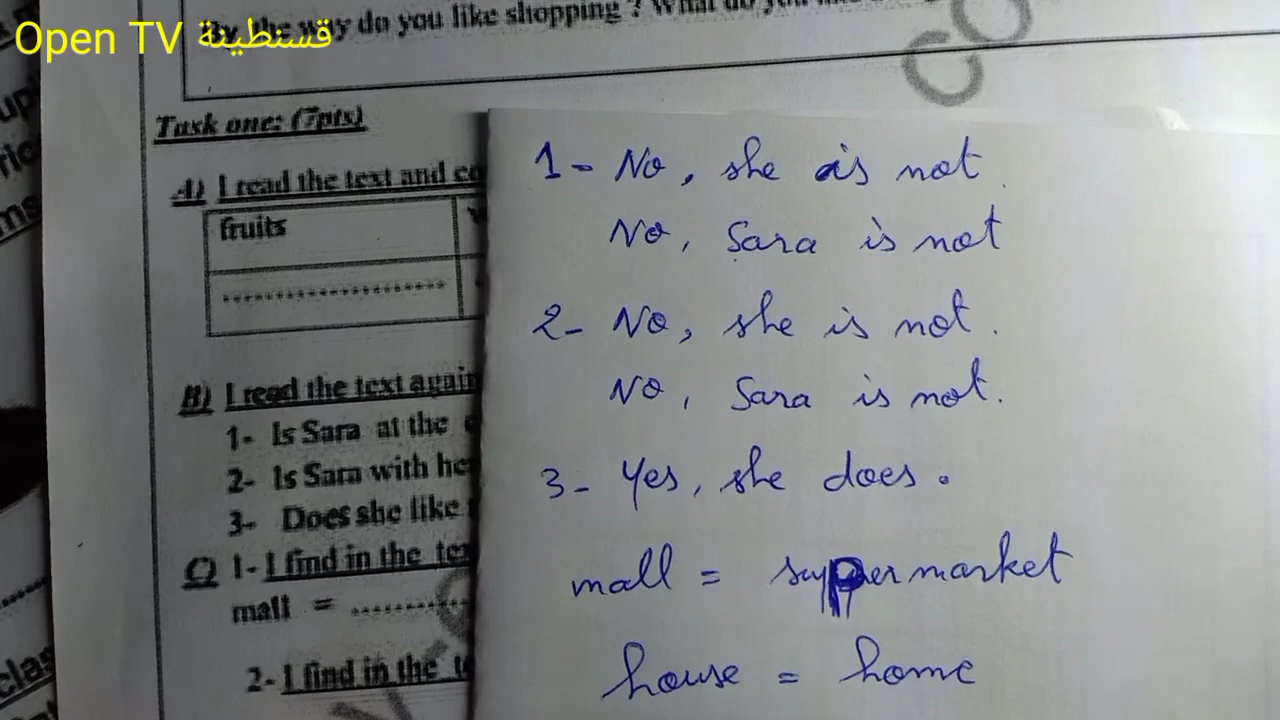 By the way do you like shopping ? What do you like
Open TV قسنطينة
Task one: (7pts)
A) I read the text and co
fruits
B) I read the text again
1- Is Sara at the
2- Is Sara with he
3- Does she like
C) 1- I find in the tex
mall = ....................
2- I find in the te
1- No, she is not.
No, Sara is not
2- No, she is not.
No, Sara is not.
3- Yes, she does.
mall = supermarket
house = home